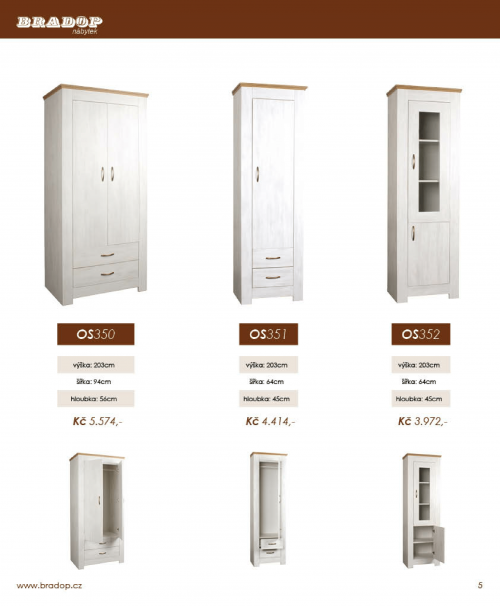 BRADOP
nábytek
OS350
OS351
OS352
výška: 203cm
výška: 203cm
výška: 203cm
šířka: 94cm
šířka: 64cm
šířka: 64cm
hloubka: 56cm
hloubka: 45cm
hloubka: 45cm
Kč 5.574,-
Kč 4.414,-
Kč 3.972,-
www.bradop.cz
5